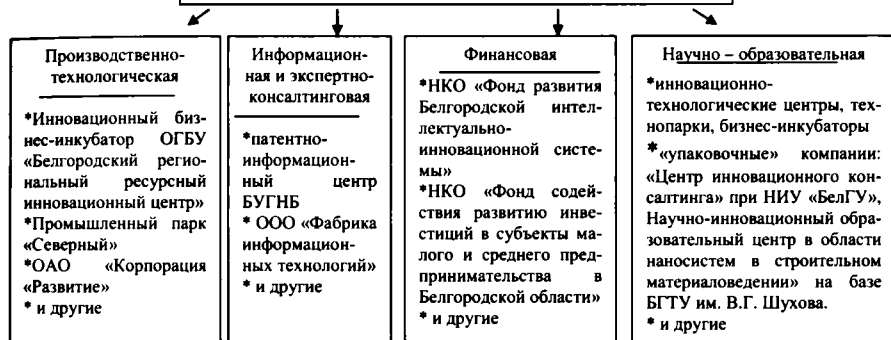 Производственно-
технологическая
*Инновационный биз-
нес-инкубатор ОГБУ
«Белгородский регио-
нальный ресурсный
инновационный центр»
*Промышленный парк
«Северный»
*ОАО «Корпорация
«Развитие»
* и другие
Информацион-
ная и экспертно-
консалтинговая
*патентно-
информацион-
ный центр
БУГНБ
* ООО «Фабрика
информацион-
ных технологий»
* и другие
Финансовая
*НКО «Фонд развития
Белгородской интел-
лектуально-
инновационной систе-
мы»
*НКО «Фонд содей-
ствия развитию инве-
стиций в субъекты ма-
лого и среднего пред-
принимательства в
Белгородской области»
* и другие
Научно – образовательная
*инновационно-
технологические центры, тех-
нопарки, бизнес-инкубаторы
*«упаковочные» компании:
«Центр инновационного кон-
салтинга» при НИУ «БелГУ»,
Научно-инновационный обра-
зовательный центр в области
наносистем в строительном
материаловедении» на базе
БГТУ им. В.Г. Шухова.
* и другие